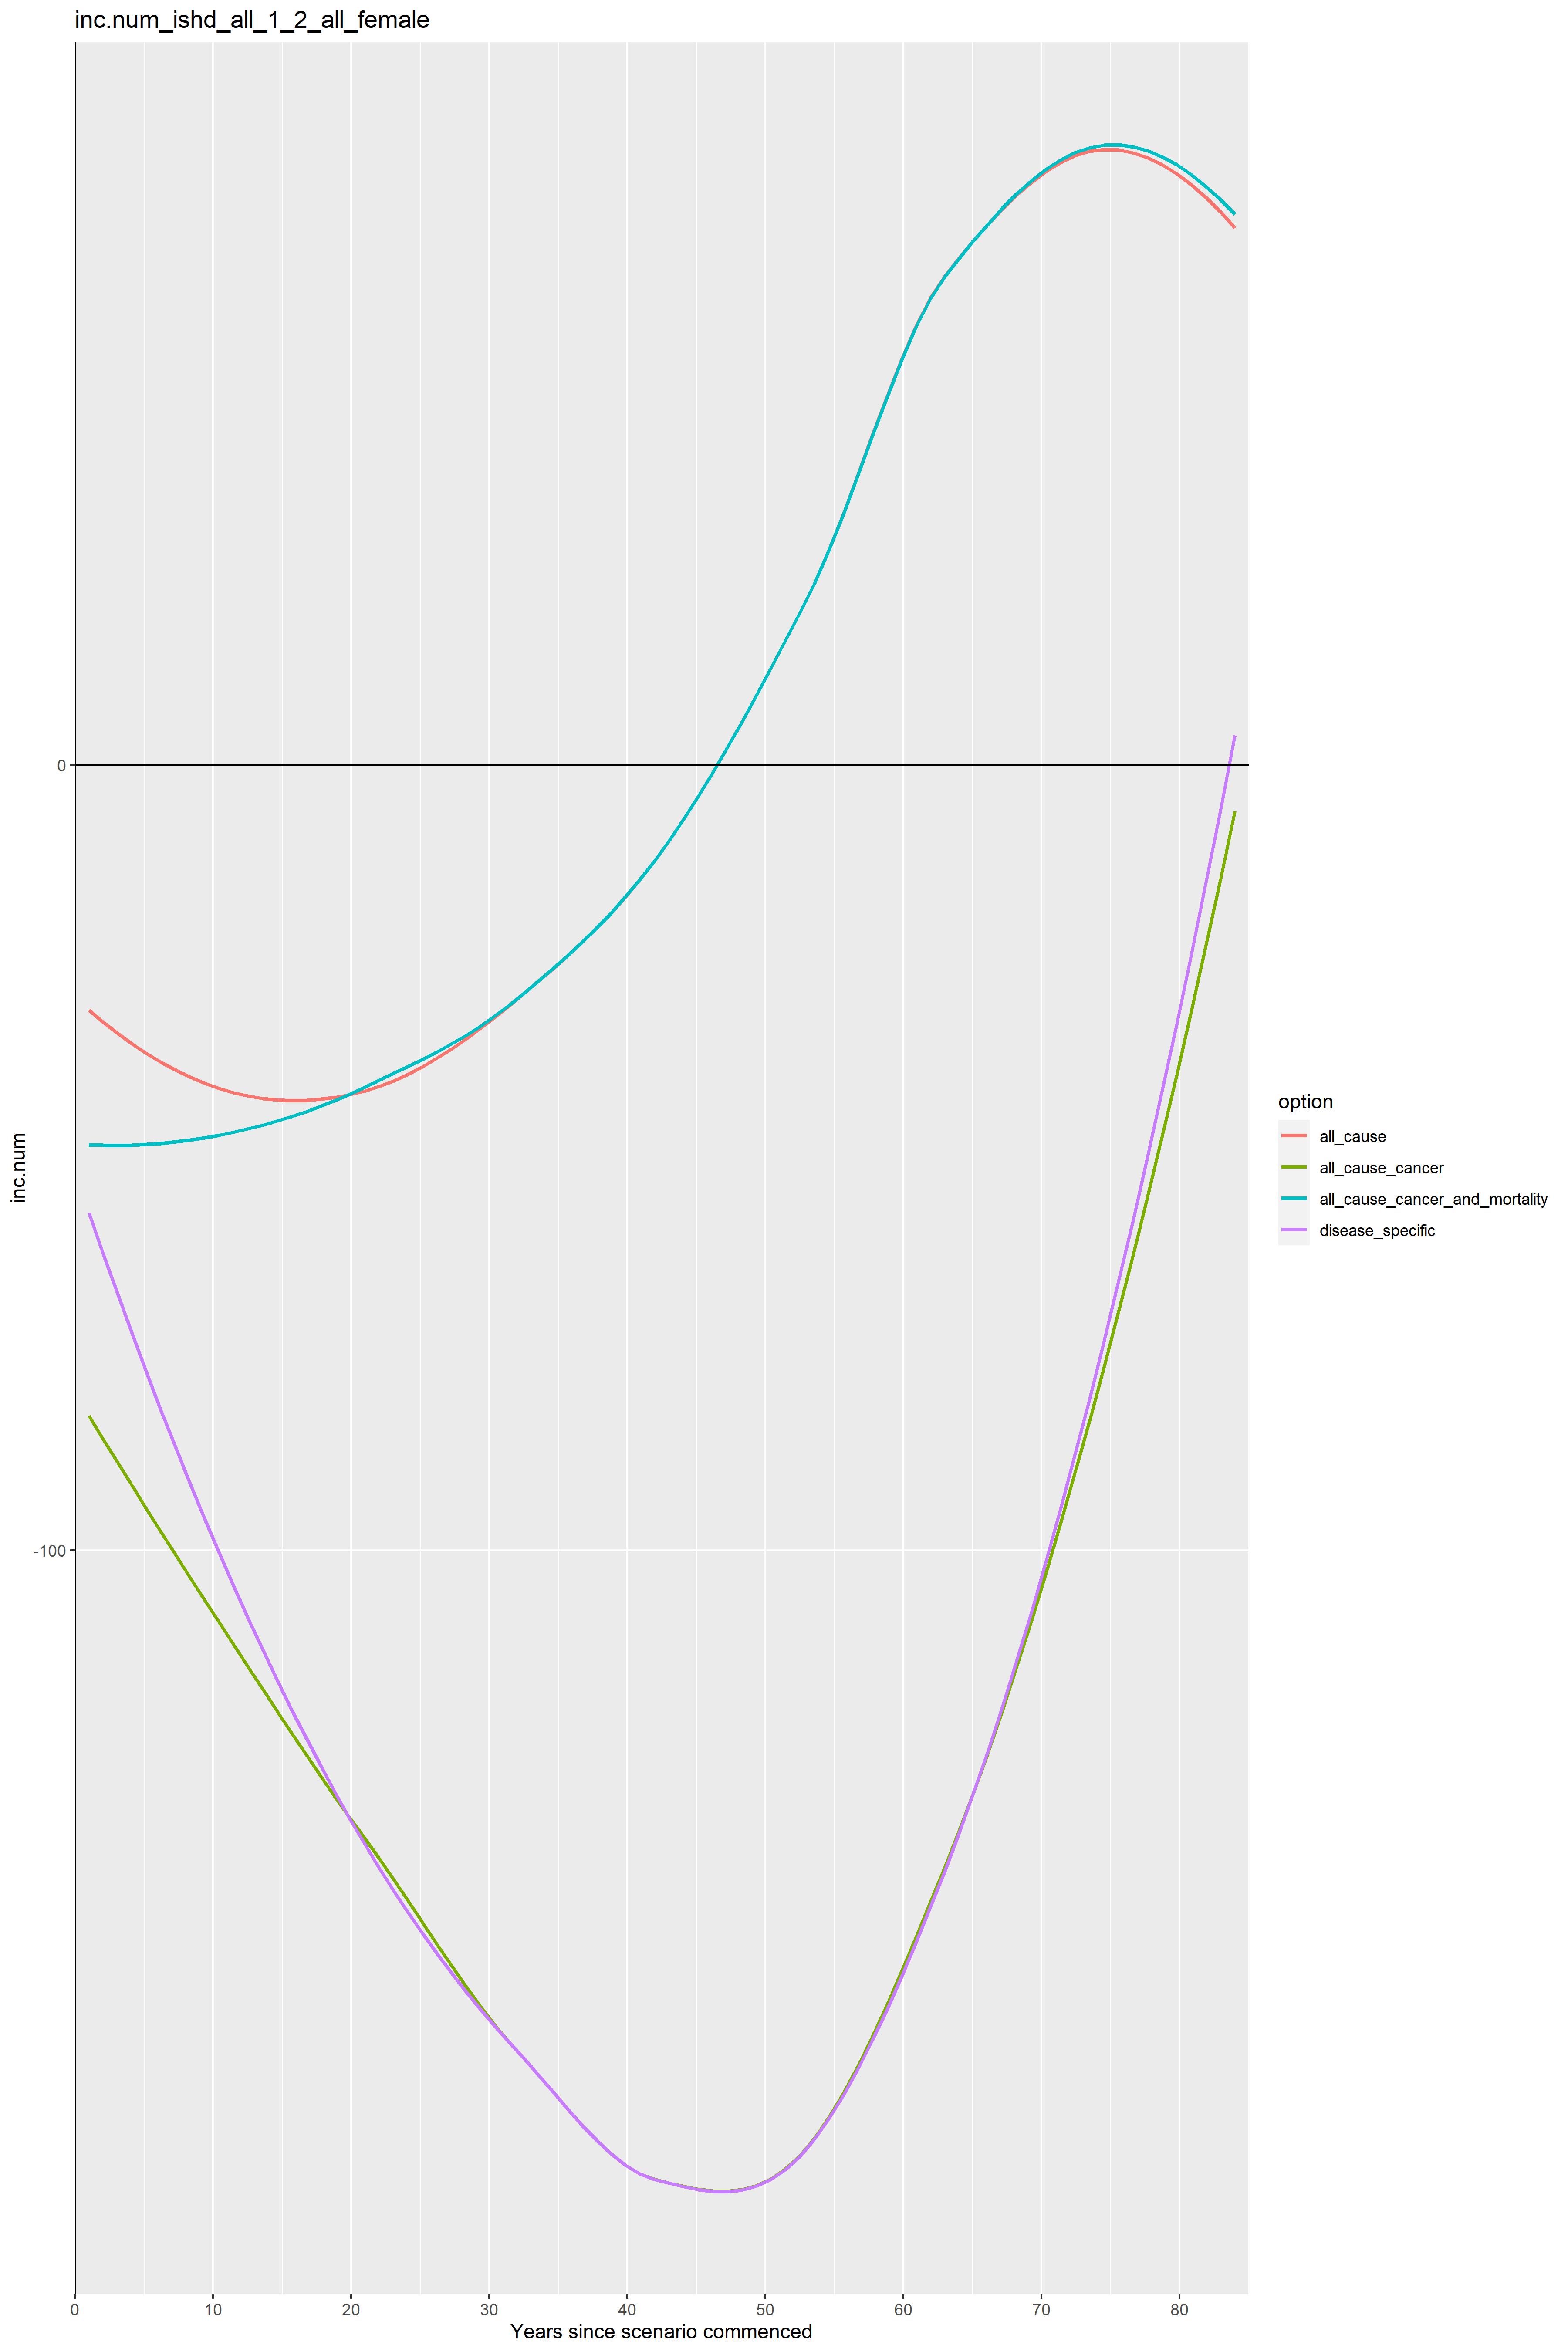 inc.num_ishd_all_1_2_all_female
0
-100
inc.num
0 10 20 30 40 50 60 70 80
Years since scenario commenced
option
all_cause
all_cause_cancer
all_cause_cancer_and_mortality
disease_specific